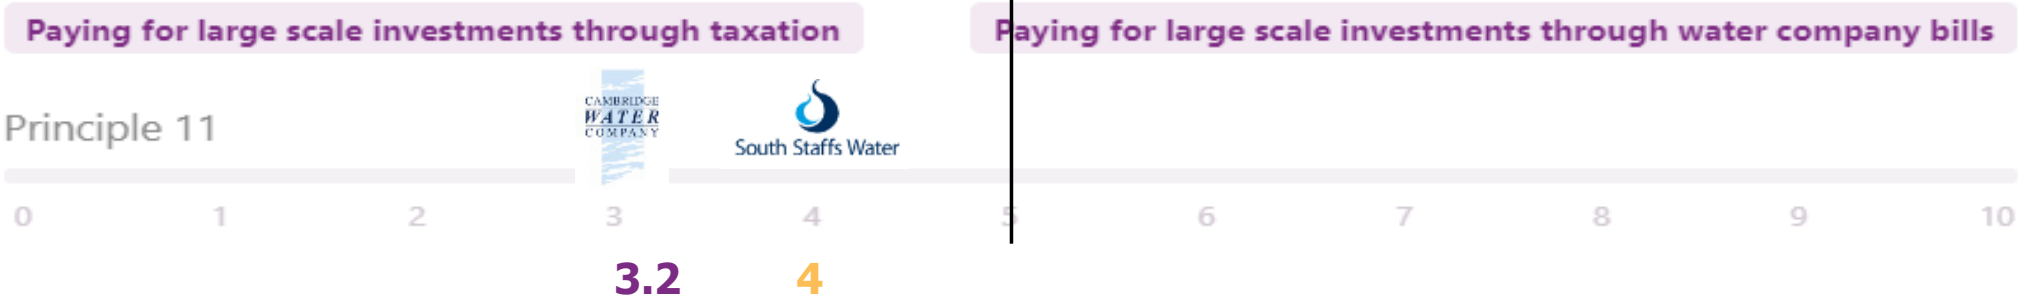 Paying for large scale investments through taxation
Paying for large scale investments through water company bills
CAMBRIDGE
WATER
COMPANY
South Staffs Water
Principle 11
0 1 2 3 4 5 6 7 8 9 10
3.2 4